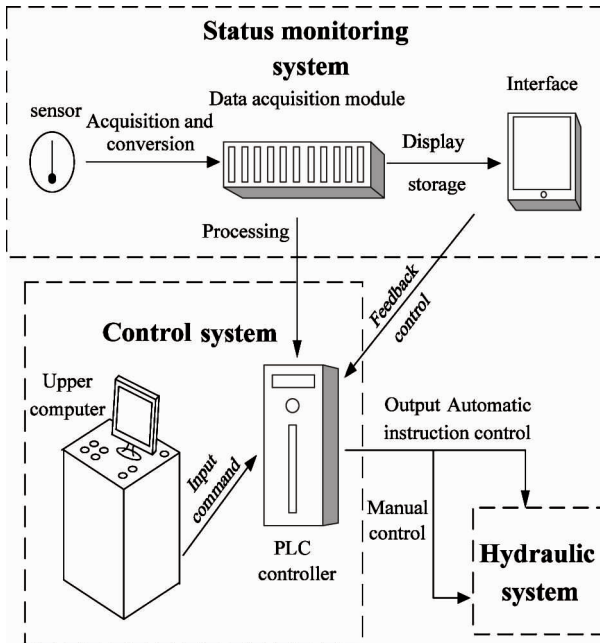 Status monitoring
system
sensor
Acquisition and
conversion
Data acquisition module
Display
storage
Interface
Processing
Feedback
control
Control system
Upper
computer
Input
command
PLC
controller
Output Automatic
instruction control
Manual
control
Hydraulic
system